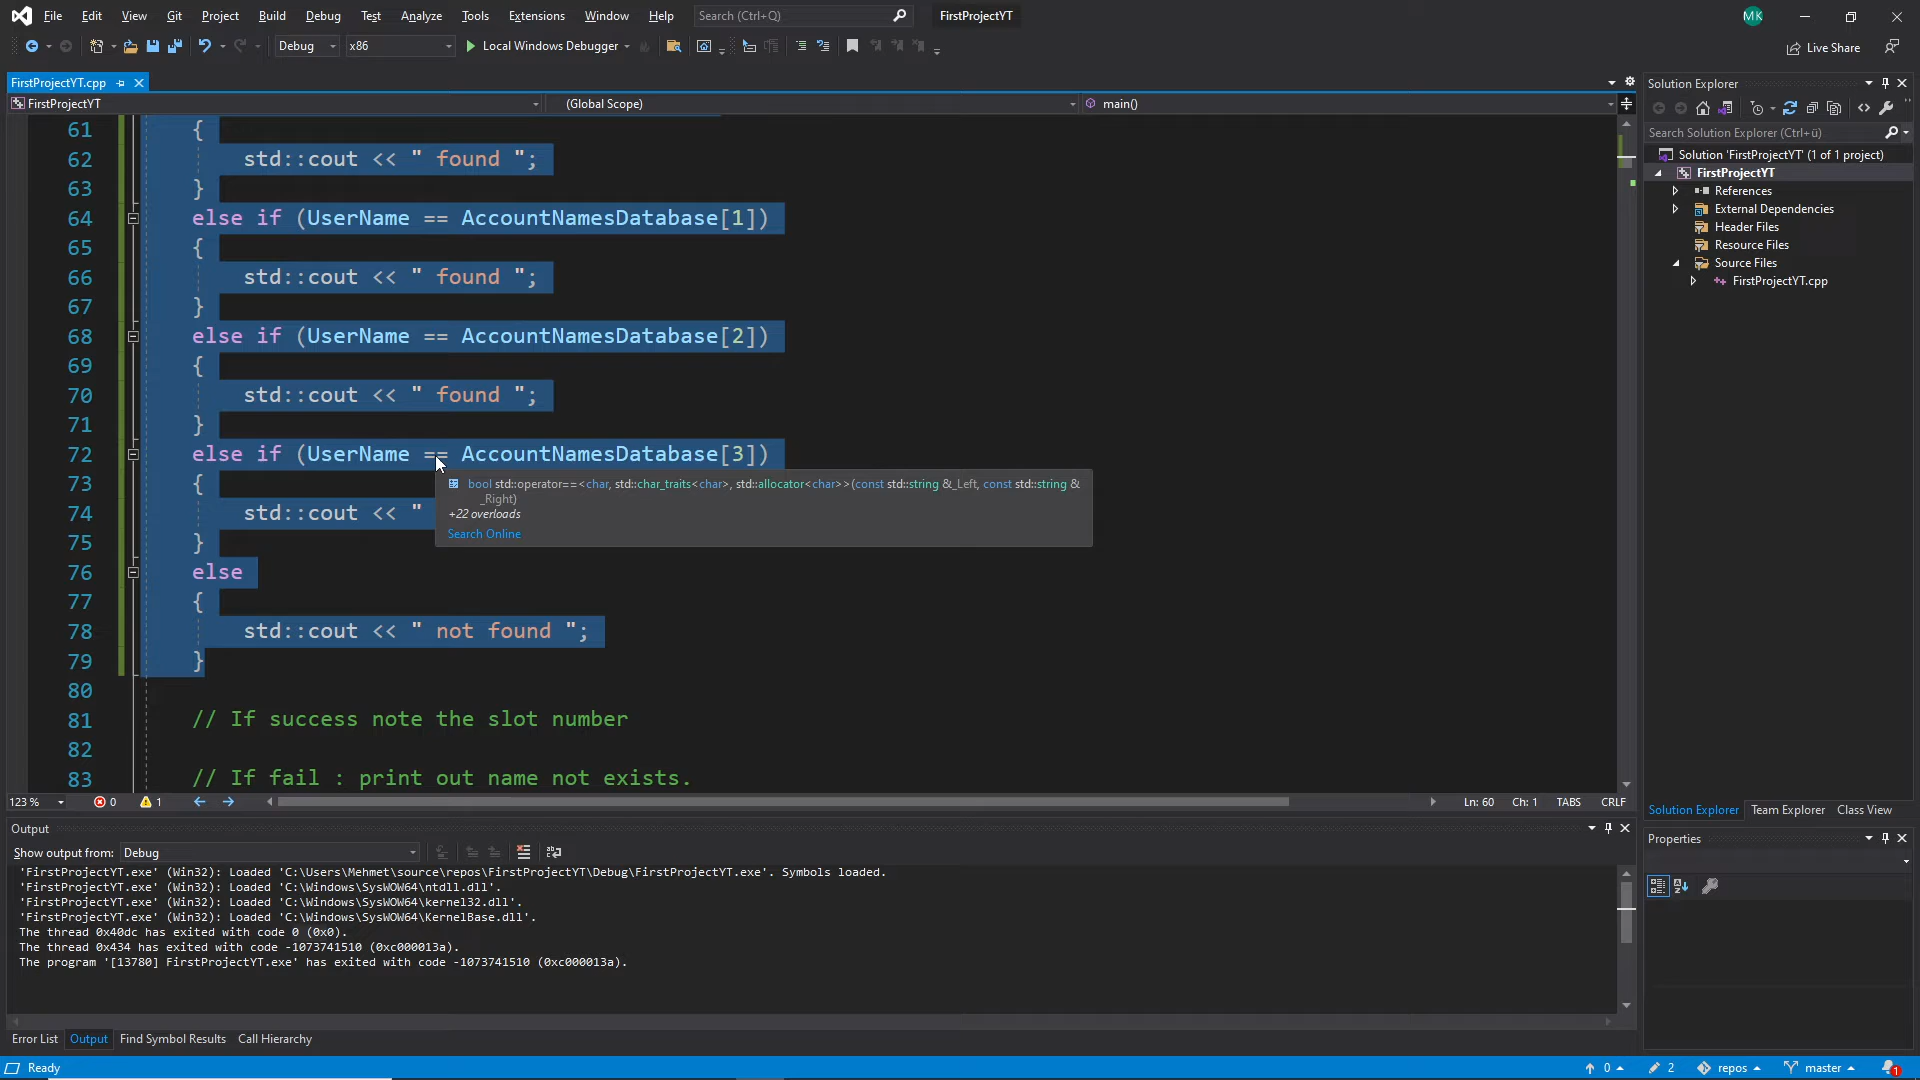 File Edit View Git Project Build Debug Test Analyze Tools Extensions Window Help Search (Ctrl+Q) FirstProjectYT MK
Debug x86 Local Windows Debugger Live Share
FirstProjectYT.cpp
FirstProjectYT (Global Scope) main()
61 {
62 std::cout << " found ";
63 }
64 else if (UserName == AccountNamesDatabase[1])
65 {
66 std::cout << " found ";
67 }
68 else if (UserName == AccountNamesDatabase[2])
69 {
70 std::cout << " found ";
71 }
72 else if (UserName == AccountNamesDatabase[3])
73 {
74 std::cout << "
75 }
76 else
77 {
78 std::cout << " not found ";
79 }
80
81 // If success note the slot number
82
83 // If fail : print out name not exists.
bool std::operator==<char, std::char_traits<char>, std::allocator<char>>(const std::string &_Left, const std::string &
_Right)
+22 overloads
Search Online
123 % 0 1 Ln: 60 Ch: 1 TABS CRLF
Output
Show output from: Debug
'FirstProjectYT.exe' (Win32): Loaded 'C:\Users\Mehmet\source\repos\FirstProjectYT\Debug\FirstProjectYT.exe'. Symbols loaded.
'FirstProjectYT.exe' (Win32): Loaded 'C:\Windows\SysWOW64\ntdll.dll'.
'FirstProjectYT.exe' (Win32): Loaded 'C:\Windows\SysWOW64\kernel32.dll'.
'FirstProjectYT.exe' (Win32): Loaded 'C:\Windows\SysWOW64\KernelBase.dll'.
The thread 0x40dc has exited with code 0 (0x0).
The thread 0x434 has exited with code -1073741510 (0xc000013a).
The program '[13780] FirstProjectYT.exe' has exited with code -1073741510 (0xc000013a).
Error List Output Find Symbol Results Call Hierarchy
Solution Explorer
Search Solution Explorer (Ctrl+ü)
Solution 'FirstProjectYT' (1 of 1 project)
FirstProjectYT
References
External Dependencies
Header Files
Resource Files
Source Files
FirstProjectYT.cpp
Solution Explorer Team Explorer Class View
Properties
Ready 0 2 repos master 1